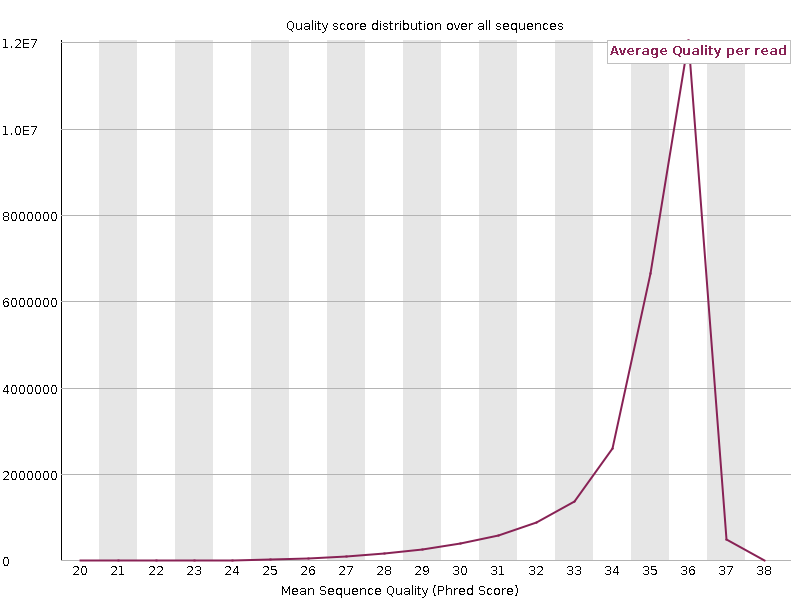 Quality score distribution over all sequences
Average Quality per read
1.2E7
1.0E7
8000000
6000000
4000000
2000000
0
20 21 22 23 24 25 26 27 28 29 30 31 32 33 34 35 36 37 38
Mean Sequence Quality (Phred Score)